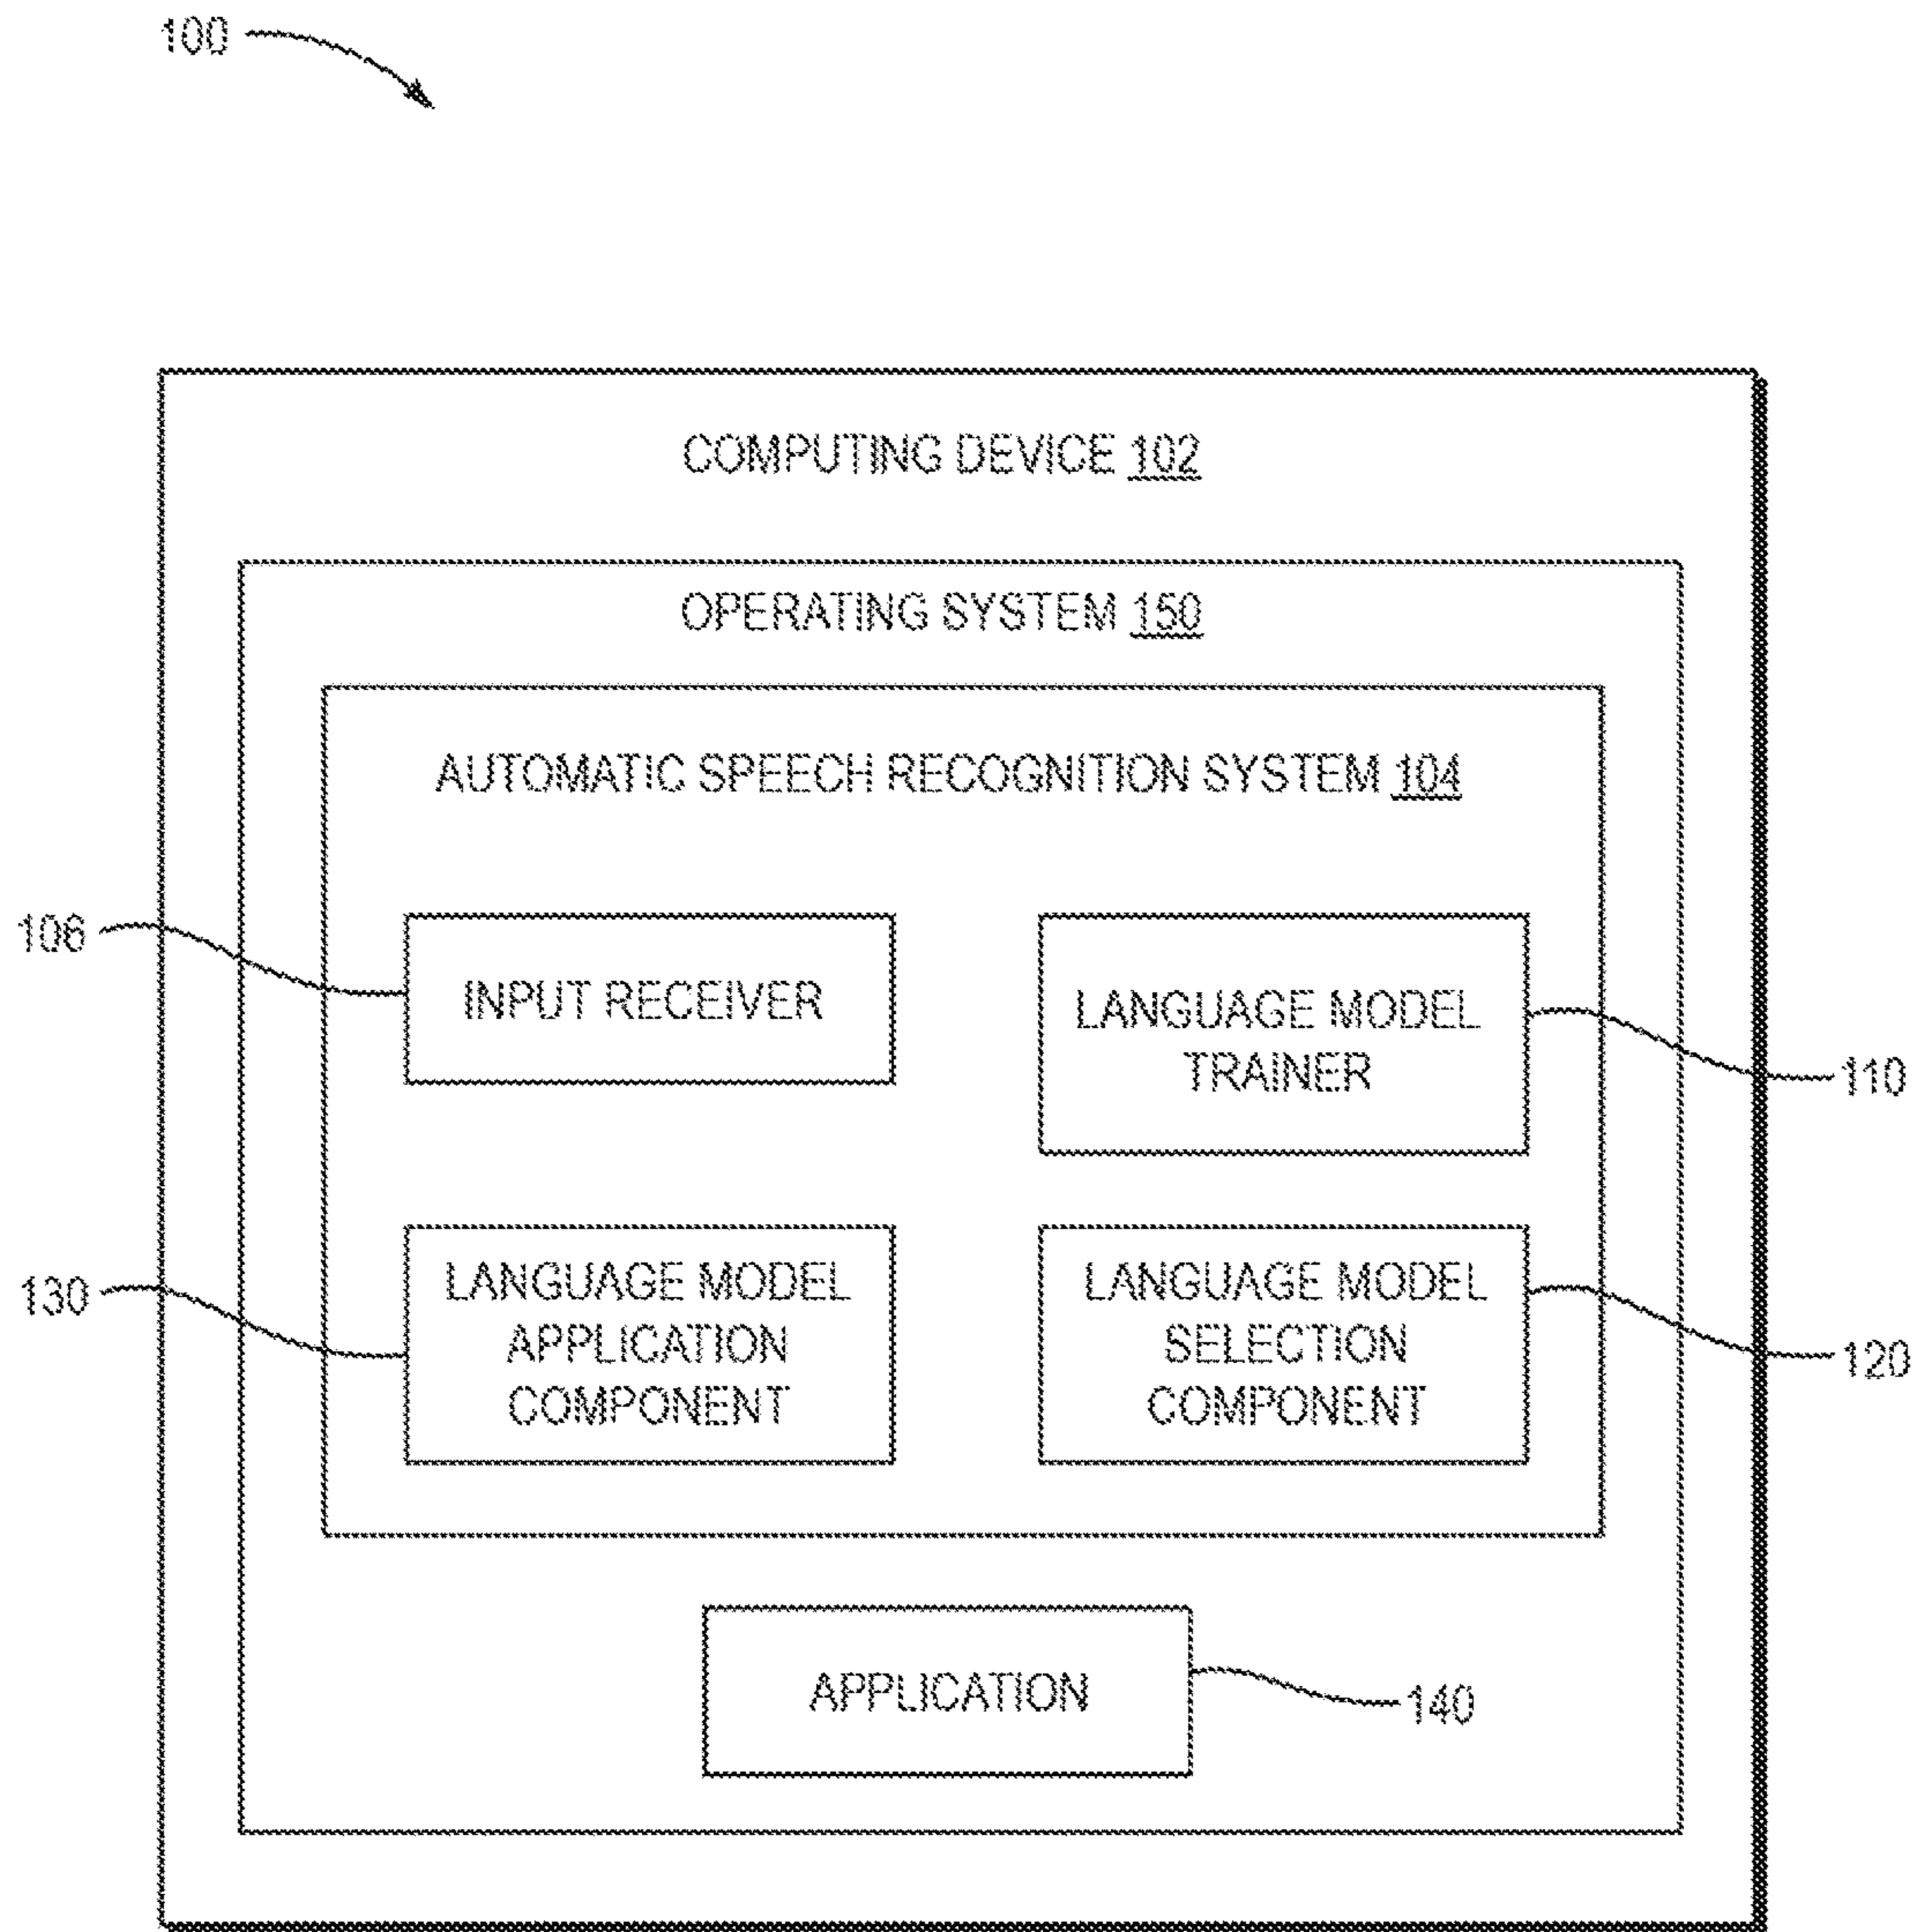 100
COMPUTING DEVICE 102
OPERATING SYSTEM 150
AUTOMATIC SPEECH RECOGNITION SYSTEM 104
106
INPUT RECEIVER
LANGUAGE MODEL
TRAINER
110
130
LANGUAGE MODEL
APPLICATION
COMPONENT
LANGUAGE MODEL
SELECTION
COMPONENT
120
APPLICATION
140